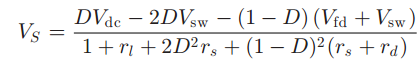 V_S = \frac{DV_{dc} - 2DV_{sw} - (1 - D)(V_{fd} + V_{sw})}{1 + r_l + 2D^2 r_s + (1 - D)^2 (r_s + r_d)}